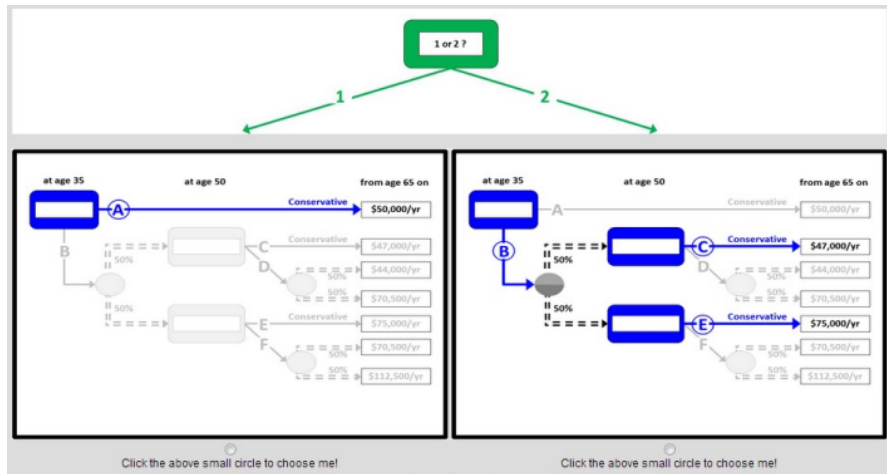 1 or 2 ?
1 2
at age 35 at age 50 from age 65 on
A Conservative $50,000/yr
B 50% C Conservative $47,000/yr
D 50% $44,000/yr
50% $70,500/yr
50% E Conservative $75,000/yr
F 50% $70,500/yr
50% $112,500/yr
Click the above small circle to choose me!
at age 35 at age 50 from age 65 on
A Conservative $50,000/yr
B 50% C Conservative $47,000/yr
D 50% $44,000/yr
50% $70,500/yr
50% E Conservative $75,000/yr
F 50% $70,500/yr
50% $112,500/yr
Click the above small circle to choose me!